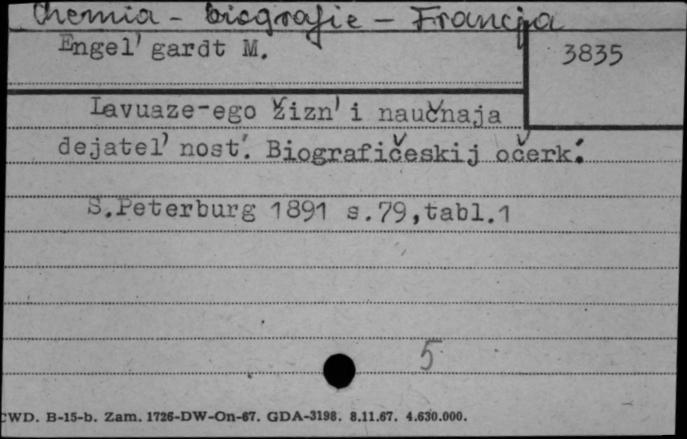 Chemia - biografie - Francja
Engel' gardt M.
3835
Lavuaze-ego žizn' i naučnaja
dejatel' nost'. Biografičeskij očerk.
S.Peterburg 1891 s.79,tabl.1
5
CWD. B-15-b. Zam. 1726-DW-On-67. GDA-3198. 8.11.67. 4.630.000.